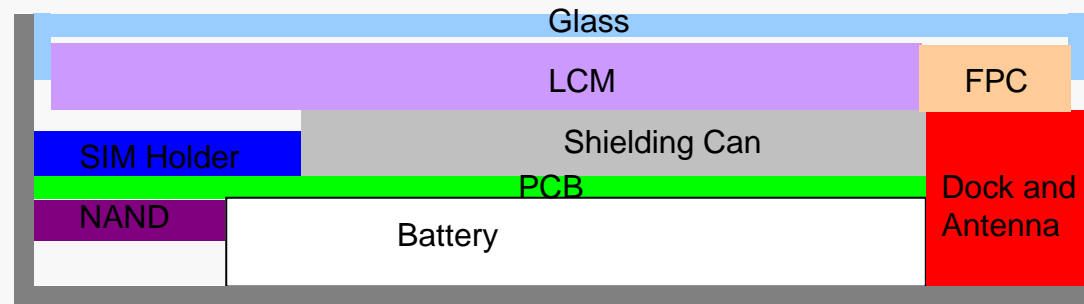 Glass
LCM
FPC
Shielding Can
SIM Holder
PCB
Dock and
Antenna
NAND
Battery